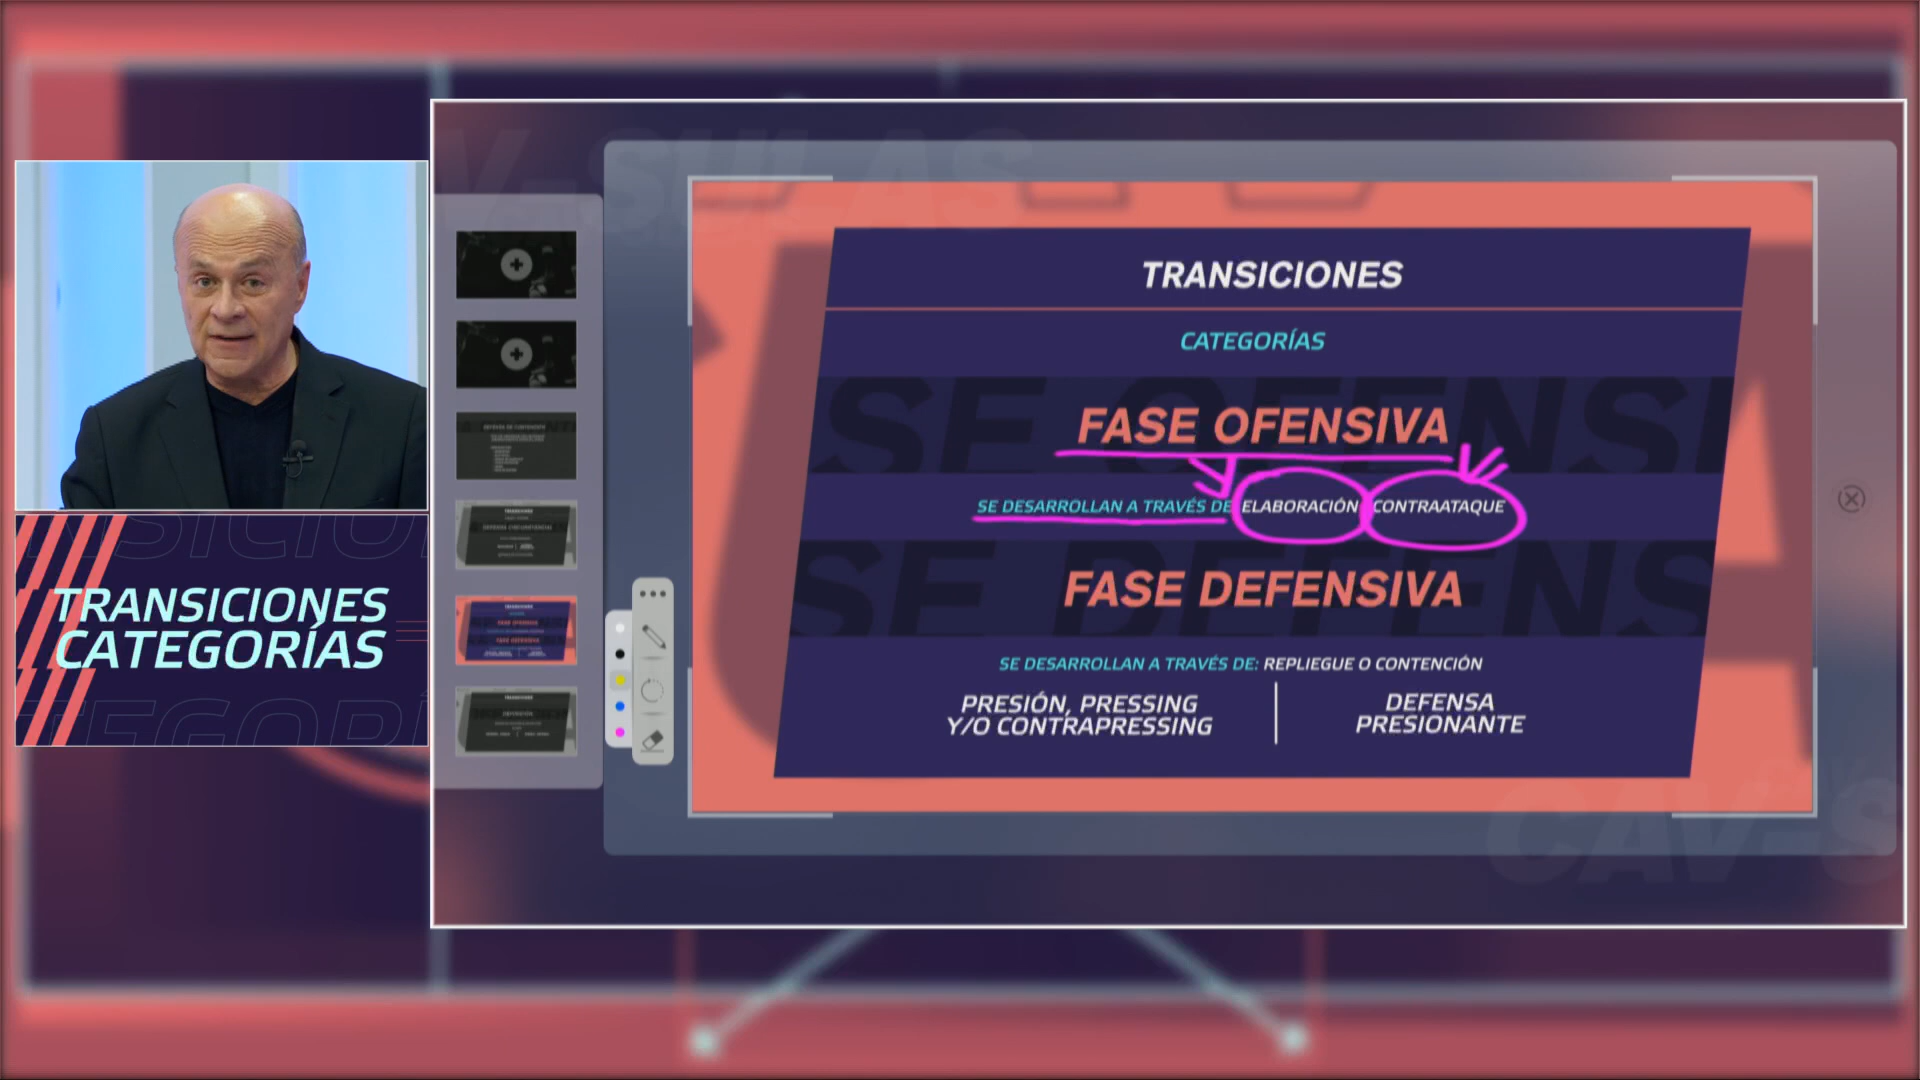 TRANSICIONES
CATEGORÍAS
TRANSICIONES
CATEGORÍAS
FASE OFENSIVA
SE DESARROLLAN A TRAVÉS DE ELABORACIÓN CONTRAATAQUE
FASE DEFENSIVA
SE DESARROLLAN A TRAVÉS DE: REPLIEGUE O CONTENCIÓN
PRESIÓN, PRESSING
Y/O CONTRAPRESSING
DEFENSA
PRESIONANTE